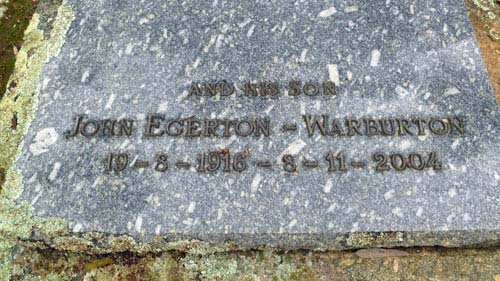 AND HIS SON
JOHN EGERTON - WARBURTON
19 - 8 - 1916 - 8 - 11 - 2004